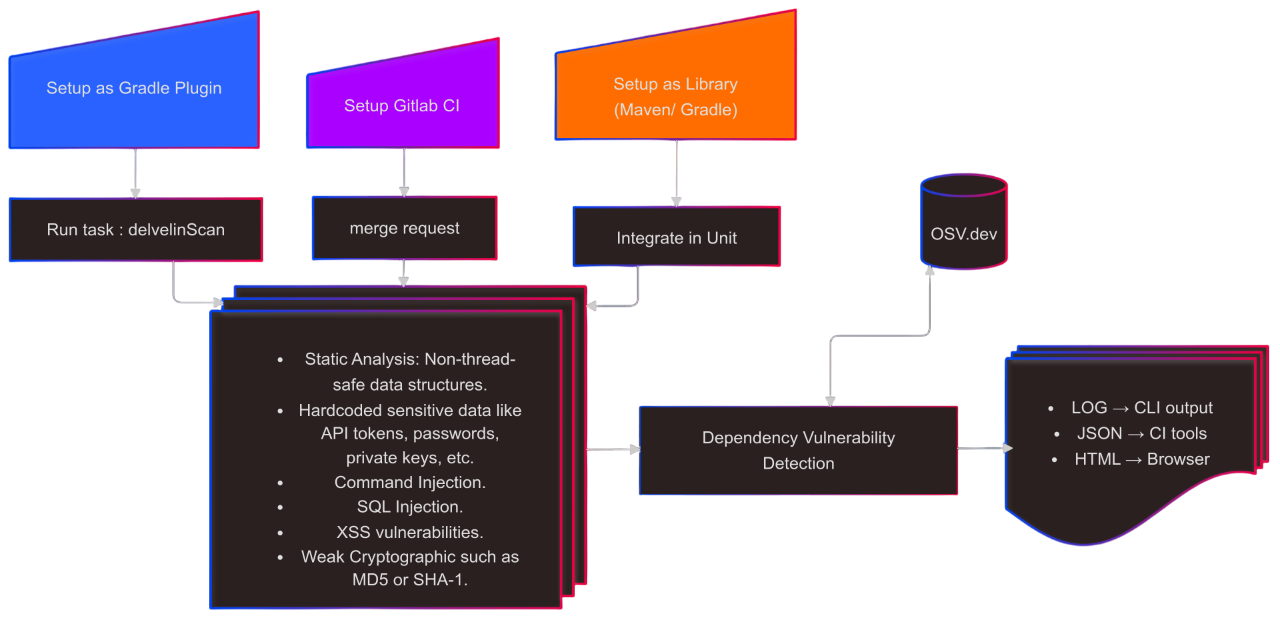 Setup as Gradle Plugin
Setup Gitlab CI
Setup as Library
(Maven/ Gradle)
Run task : delvelinScan
merge request
Integrate in Unit
OSV.dev
• Static Analysis: Non-thread-
safe data structures.
• Hardcoded sensitive data like
API tokens, passwords,
private keys, etc.
• Command Injection.
• SQL Injection.
• XSS vulnerabilities.
• Weak Cryptographic such as
MD5 or SHA-1.
Dependency Vulnerability
Detection
• LOG → CLI output
• JSON → CI tools
• HTML → Browser